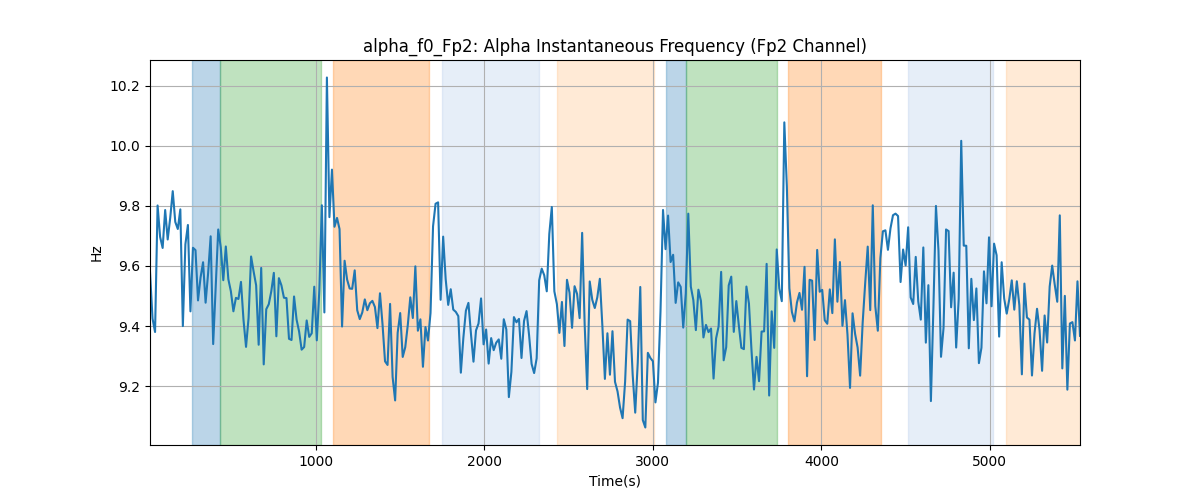 alpha_f0_Fp2: Alpha Instantaneous Frequency (Fp2 Channel)
Hz
10.2
10.0
9.8
9.6
9.4
9.2
1000 2000 3000 4000 5000
Time(s)